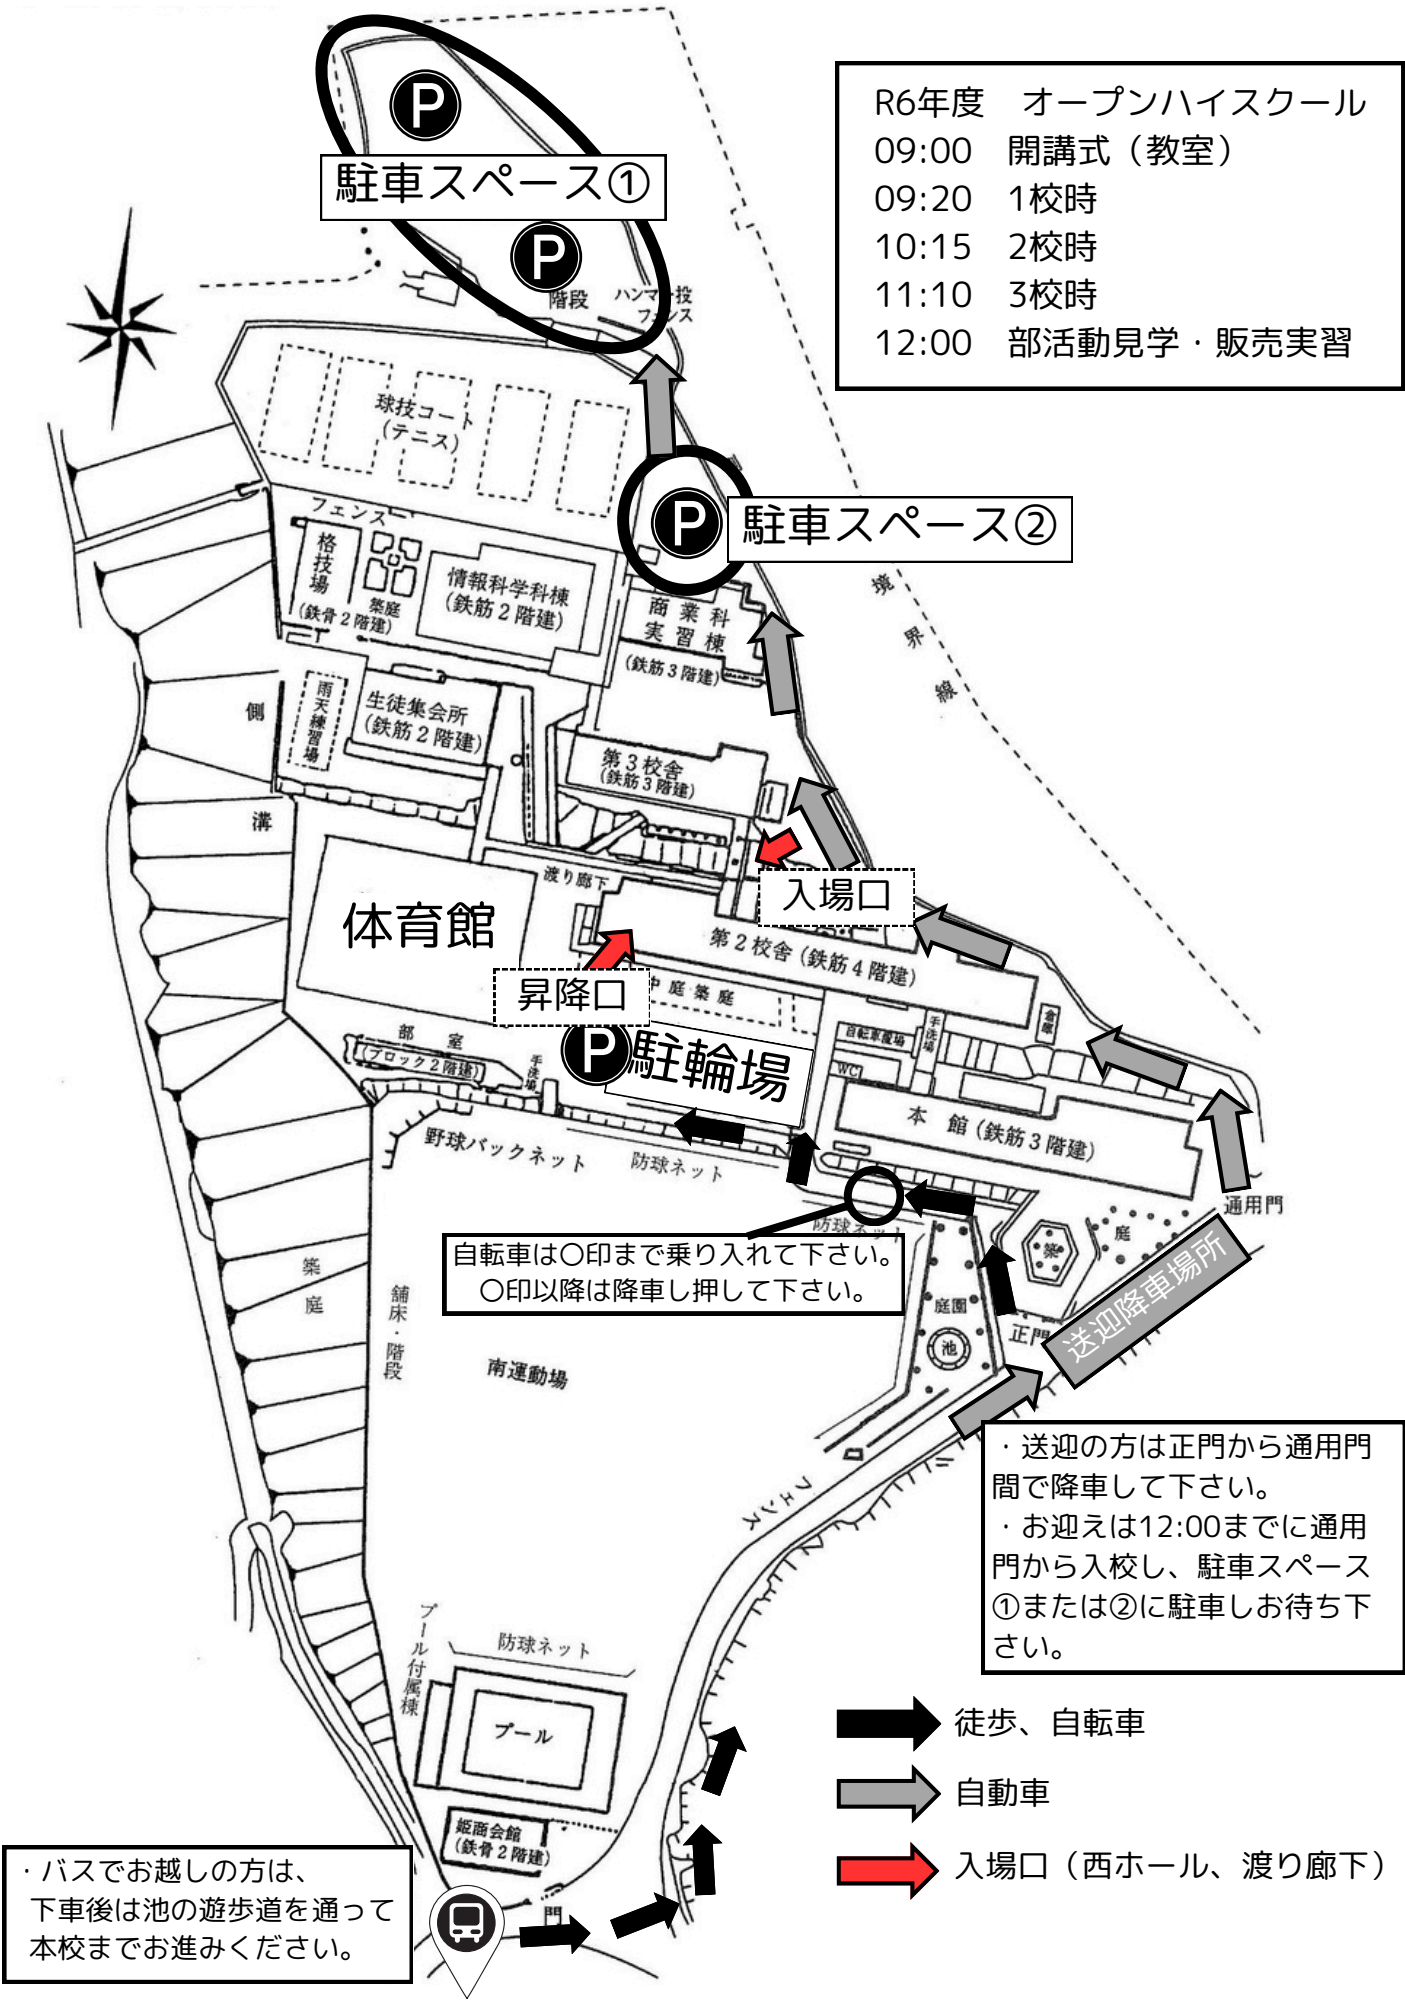 R6年度　オープンハイスクール
09:00　開講式（教室）
09:20　1校時
10:15　2校時
11:10　3校時
12:00　部活動見学・販売実習
P
駐車スペース①
P
階段
ハンマー投
フェンス
球技コート
(テニス)
P
駐車スペース②
フェンス
格技場
(鉄骨2階建)
築庭
情報科学科棟
(鉄筋2階建)
商業科
実習棟
(鉄筋3階建)
境界線
雨天練習場
生徒集会所
(鉄筋2階建)
側溝
第3校舎
(鉄筋3階建)
渡り廊下
入場口
体育館
第2校舎(鉄筋4階建)
昇降口
中庭築庭
部室
(ブロック2階建)
手洗場
P
駐輪場
自転車置場
手洗場
倉庫
WC
本館(鉄筋3階建)
野球バックネット
防球ネット
通用門
防球ネット
自転車は〇印まで乗り入れて下さい。
〇印以降は降車し押して下さい。
築
庭
庭園
池
正門
送迎降車場所
築庭
舗床・階段
南運動場
・送迎の方は正門から通用門
間で降車して下さい。
・お迎えは12:00までに通用
門から入校し、駐車スペース
①または②に駐車しお待ち下
さい。
フェンス
プール付属棟
防球ネット
プール
姫商会館
(鉄骨2階建)
門
徒歩、自転車
自動車
入場口（西ホール、渡り廊下）
・バスでお越しの方は、
下車後は池の遊歩道を通って
本校までお進みください。